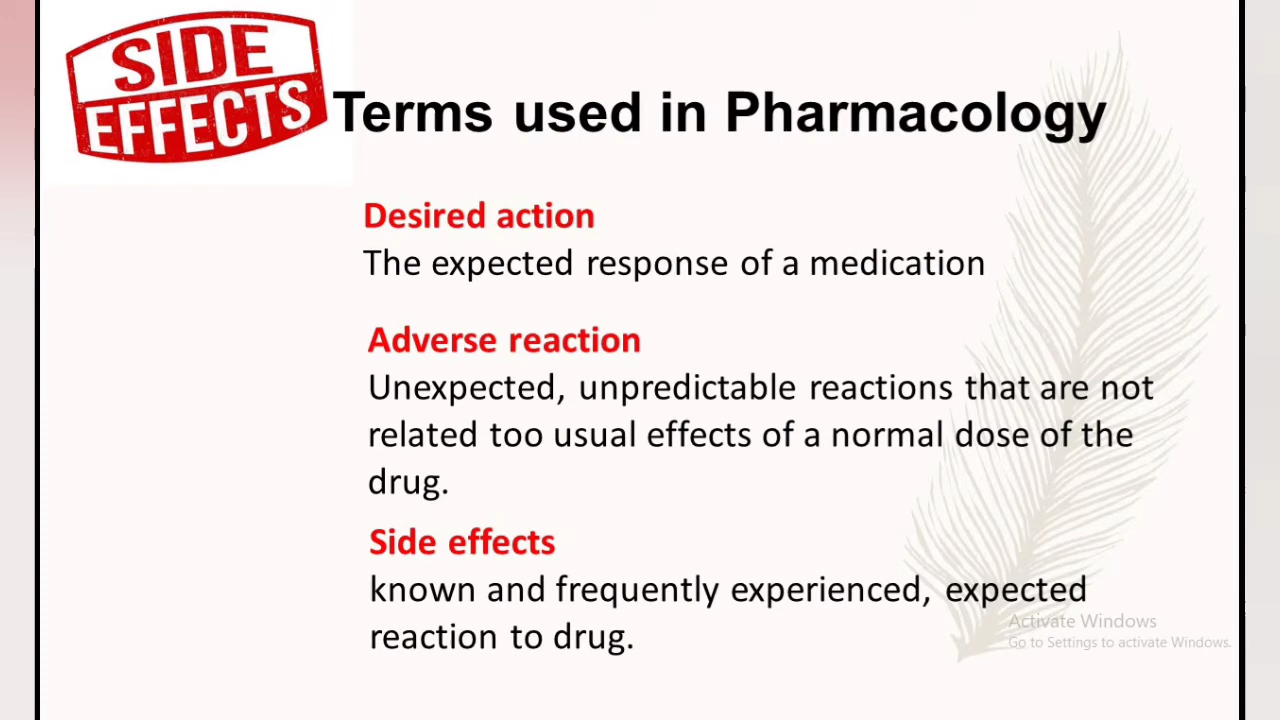 SIDE
EFFECTS
Terms used in Pharmacology
Desired action
The expected response of a medication
Adverse reaction
Unexpected, unpredictable reactions that are not
related too usual effects of a normal dose of the
drug.
Side effects
known and frequently experienced, expected
reaction to drug.
Activate Windows
Go to Settings to activate Windows.